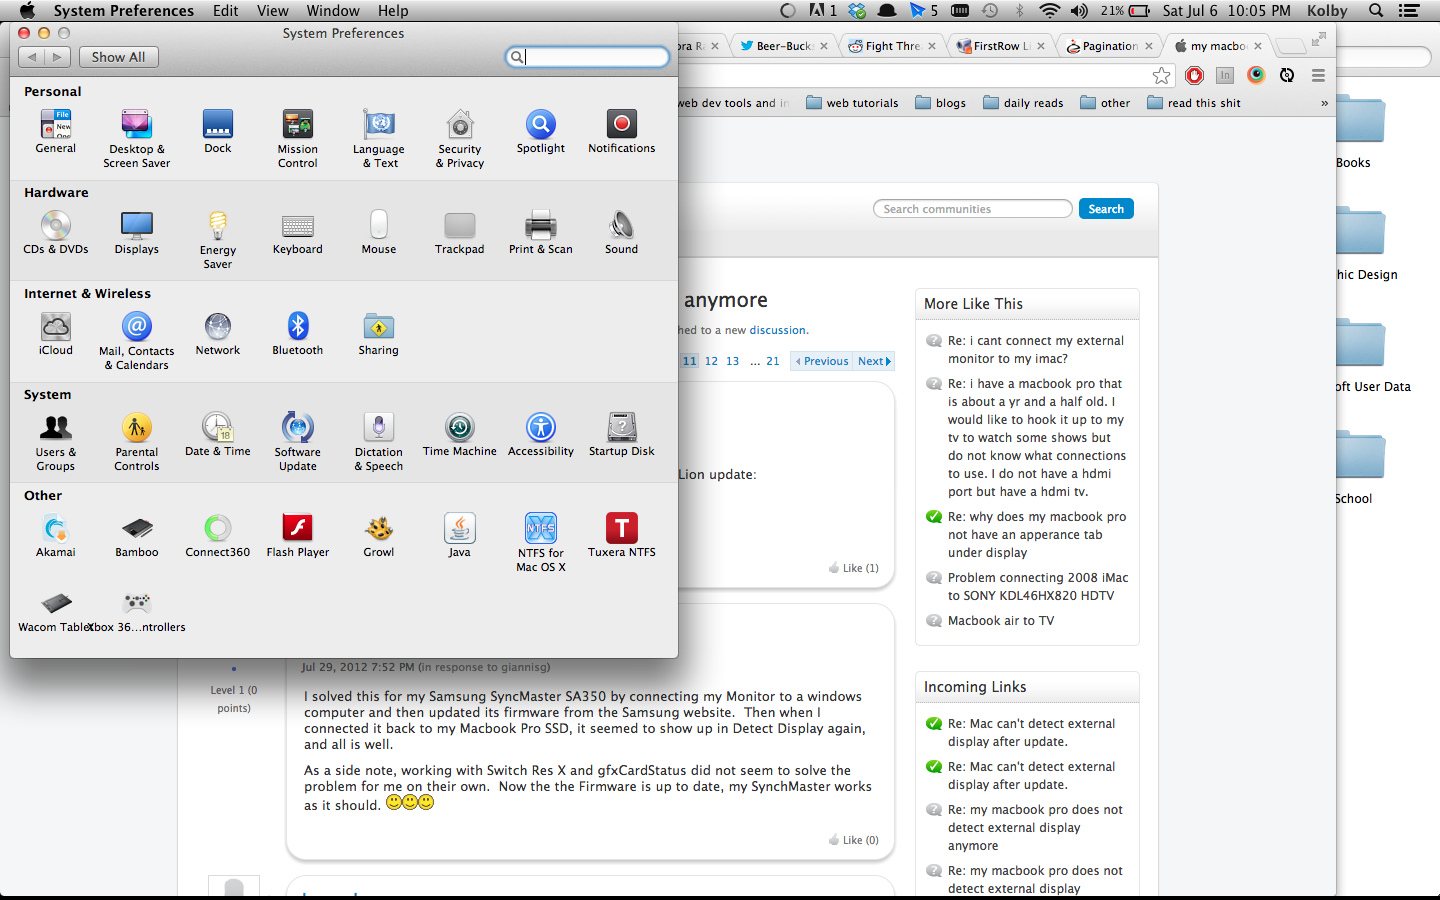 System Preferences Edit View Window Help
1 5 21% Sat Jul 6 10:05 PM Kolby
System Preferences
Show All
Personal
File
New
General
Desktop &
Screen Saver
Dock
Mission
Control
Language
& Text
Security
& Privacy
Spotlight
Notifications
Hardware
CDs & DVDs
Displays
Energy
Saver
Keyboard
Mouse
Trackpad
Print & Scan
Sound
Internet & Wireless
iCloud
Mail, Contacts
& Calendars
Network
Bluetooth
Sharing
System
Users &
Groups
Parental
Controls
18
Date & Time
Software
Update
Dictation
& Speech
Time Machine
Accessibility
Startup Disk
Other
Akamai
Bamboo
Connect360
Flash Player
Growl
Java
NTFS
NTFS for
Mac OS X
T
Tuxera NTFS
Wacom Tablet
Xbox 36...ntrollers
ora Ra
Beer-Bucks
Fight Thre
FirstRow Li
Pagination
my macbo
In
web dev tools and in
web tutorials
blogs
daily reads
other
read this shit
»
Search communities
Search
anymore
hed to a new discussion.
11 12 13 ... 21 Previous Next
Lion update:
Like (1)
Level 1 (0
points)
Jul 29, 2012 7:52 PM (in response to giannisg)
I solved this for my Samsung SyncMaster SA350 by connecting my Monitor to a windows
computer and then updated its firmware from the Samsung website. Then when I
connected it back to my Macbook Pro SSD, it seemed to show up in Detect Display again,
and all is well.
As a side note, working with Switch Res X and gfxCardStatus did not seem to solve the
problem for me on their own. Now the the Firmware is up to date, my SynchMaster works
as it should.
Like (0)
More Like This
Re: i cant connect my external
monitor to my imac?
Re: i have a macbook pro that
is about a yr and a half old. I
would like to hook it up to my
tv to watch some shows but
do not know what connections
to use. I do not have a hdmi
port but have a hdmi tv.
Re: why does my macbook pro
not have an apperance tab
under display
Problem connecting 2008 iMac
to SONY KDL46HX820 HDTV
Macbook air to TV
Incoming Links
Re: Mac can't detect external
display after update.
Re: Mac can't detect external
display after update.
Re: my macbook pro does not
detect external display
anymore
Re: my macbook pro does not
detect external display
Books
hic Design
oft User Data
School